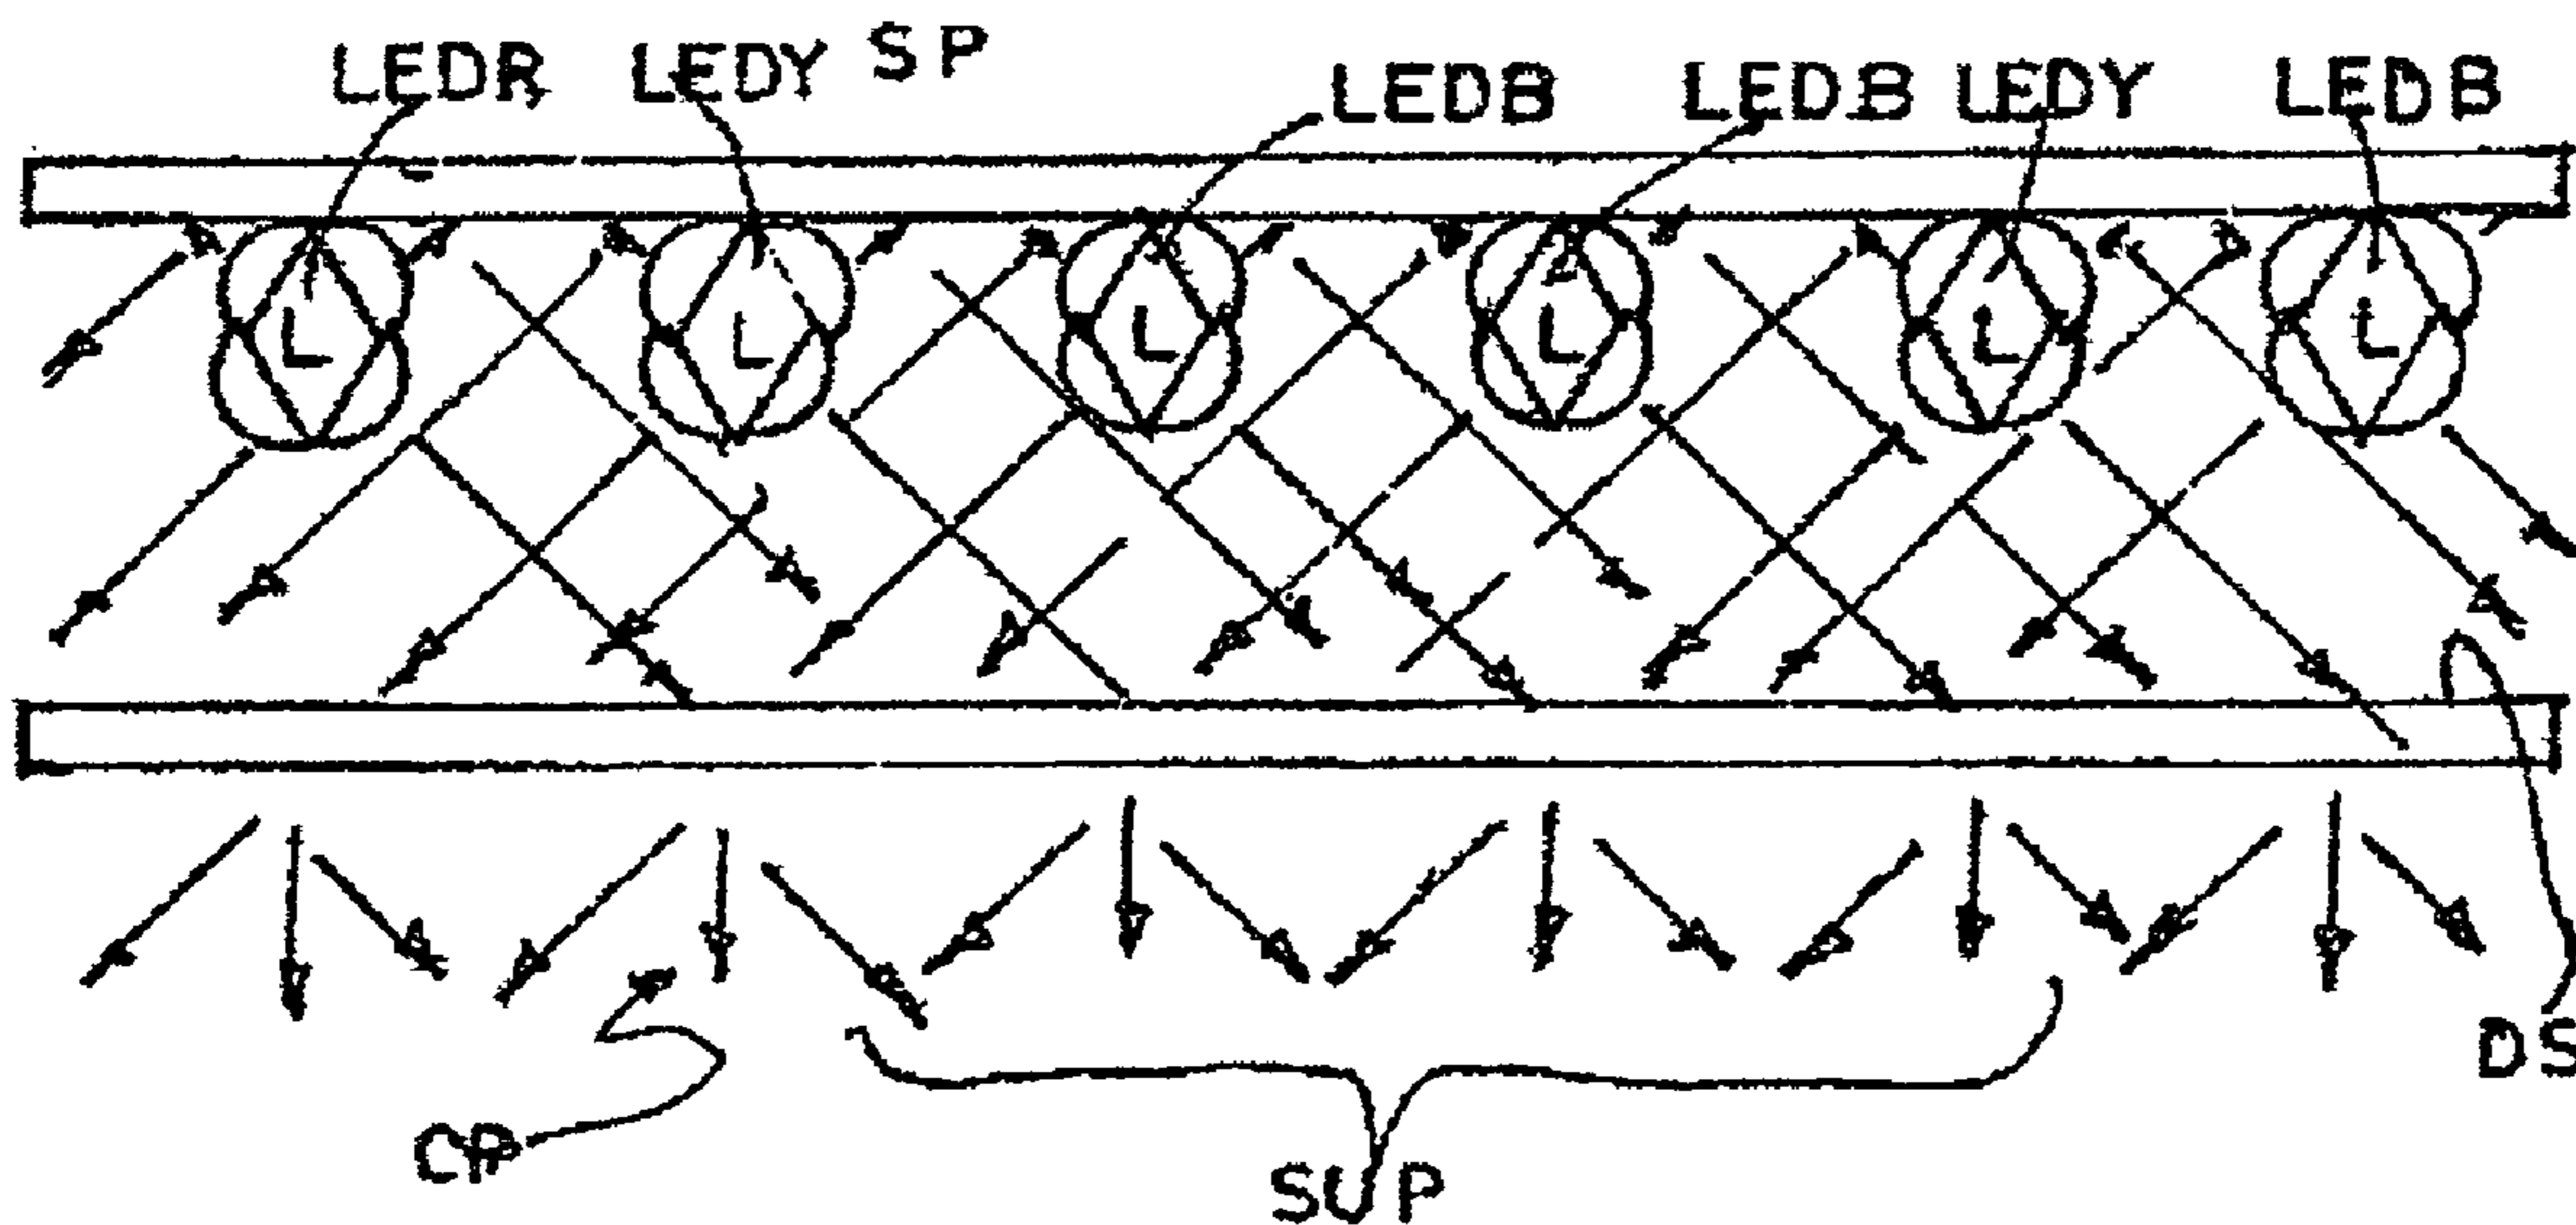 LEDR LEDY SP LEDB LEDB LEDY LEDB
L L L L L L
DS
CP
SUP